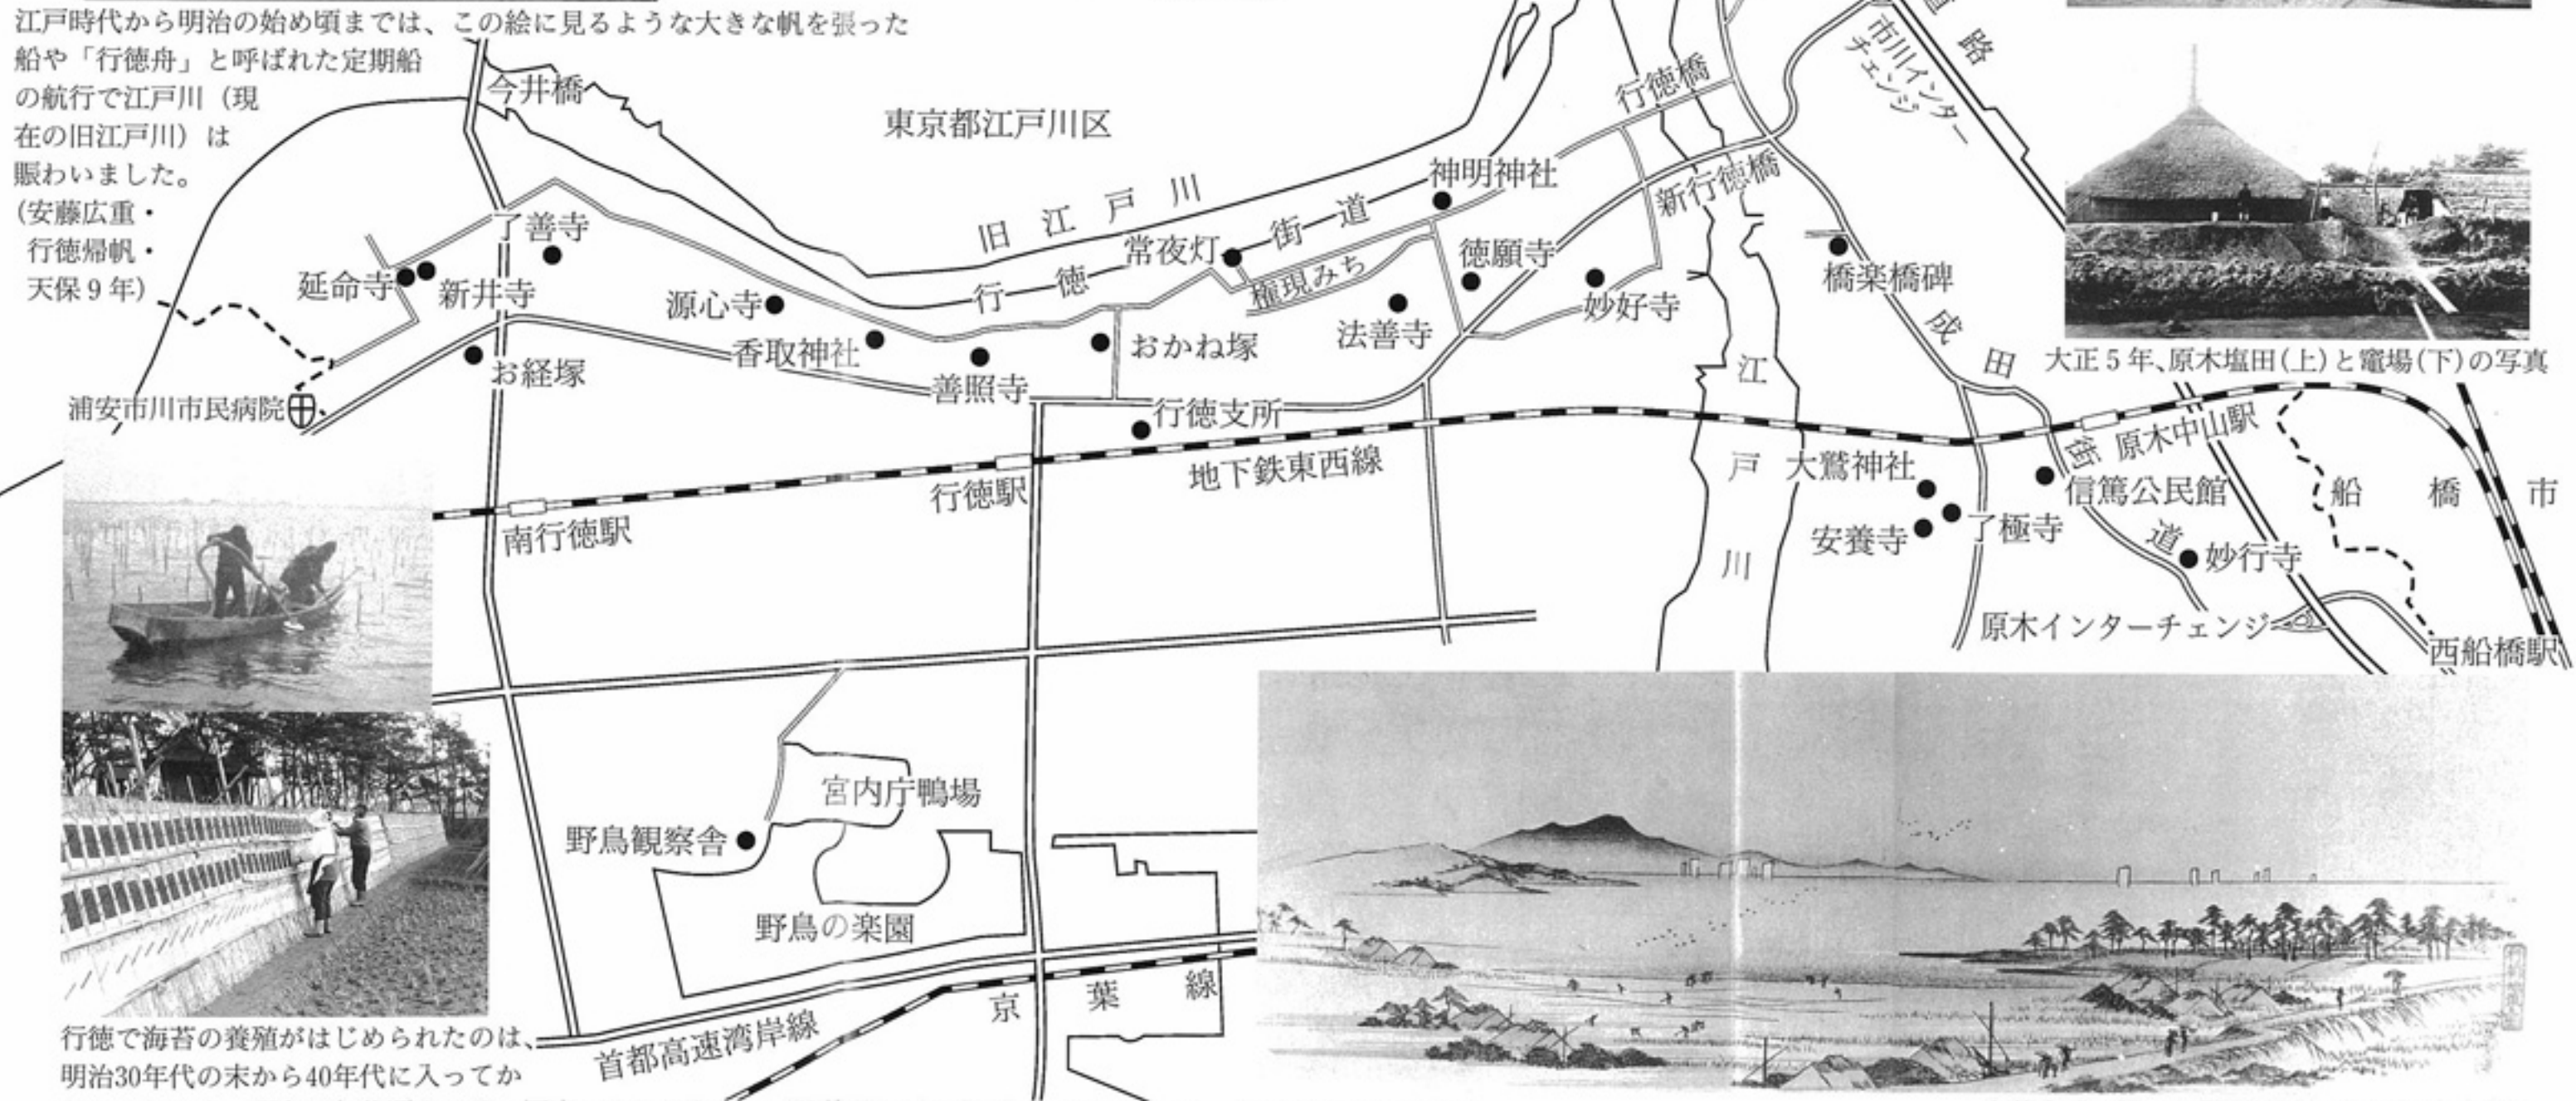 江戸時代から明治の始め頃までは、この絵に見るような大きな帆を張った
船や「行徳舟」と呼ばれた定期船
の航行で江戸川（現
在の旧江戸川）は
賑わいました。
(安藤広重・
行徳帰帆・
天保９年)
今井橋
東京都江戸川区
行徳橋
市川インター
チェンジ
道路
旧江戸川
行徳街道
神明神社
新行徳橋
了善寺
常夜灯
権現みち
徳願寺
延命寺
新井寺
源心寺
妙好寺
橋楽橋碑
香取神社
おかね塚
法善寺
お経塚
善照寺
成田街道
大正５年、原木塩田(上)と竈場(下)の写真
浦安市川市民病院
行徳支所
江戸川
原木中山駅
地下鉄東西線
行徳駅
南行徳駅
大鷲神社
信篤公民館
船橋市
安養寺
了極寺
妙行寺
原木インターチェンジ
西船橋駅
宮内庁鴨場
野鳥観察舎
野鳥の楽園
京葉線
首都高速湾岸線
行徳で海苔の養殖がはじめられたのは、
明治30年代の末から40年代に入ってか